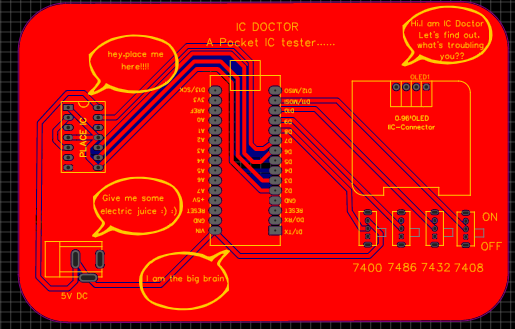 IC DOCTOR
A Pocket IC tester......
Hi.I am IC Doctor
Let's find out,
what's troubling
you??
hey,place me
here!!!!
OLED1
0.96"OLED
IIC-Connector
PLACE IC
D13/SCK
3V3
AREF
A0
A1
A2
A3
A4
A5
A6
A7
+5V
RESET
GND
VIN
D12/MISO
D11/MOSI
D10
D9
D8
D7
D6
D5
D4
D3
D2
GND
RESET
D0/RX
D1/TX
Give me some
electric juice :) :)
I am the big brain
5V DC
ON
OFF
7400 7486 7432 7408